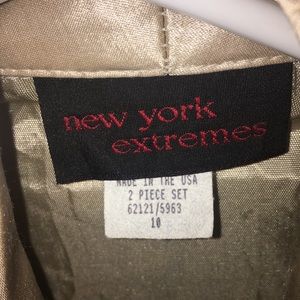 new york
extremes
MADE IN THE USA
2 PIECE SET
62121/5963
10